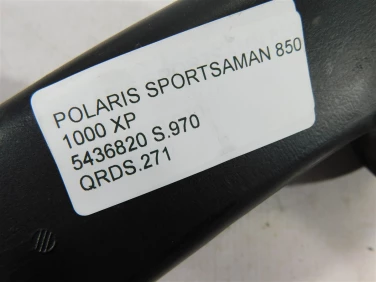 POLARIS SPORTSAMAN 850
1000 XP
5436820 S.970
QRDS.271